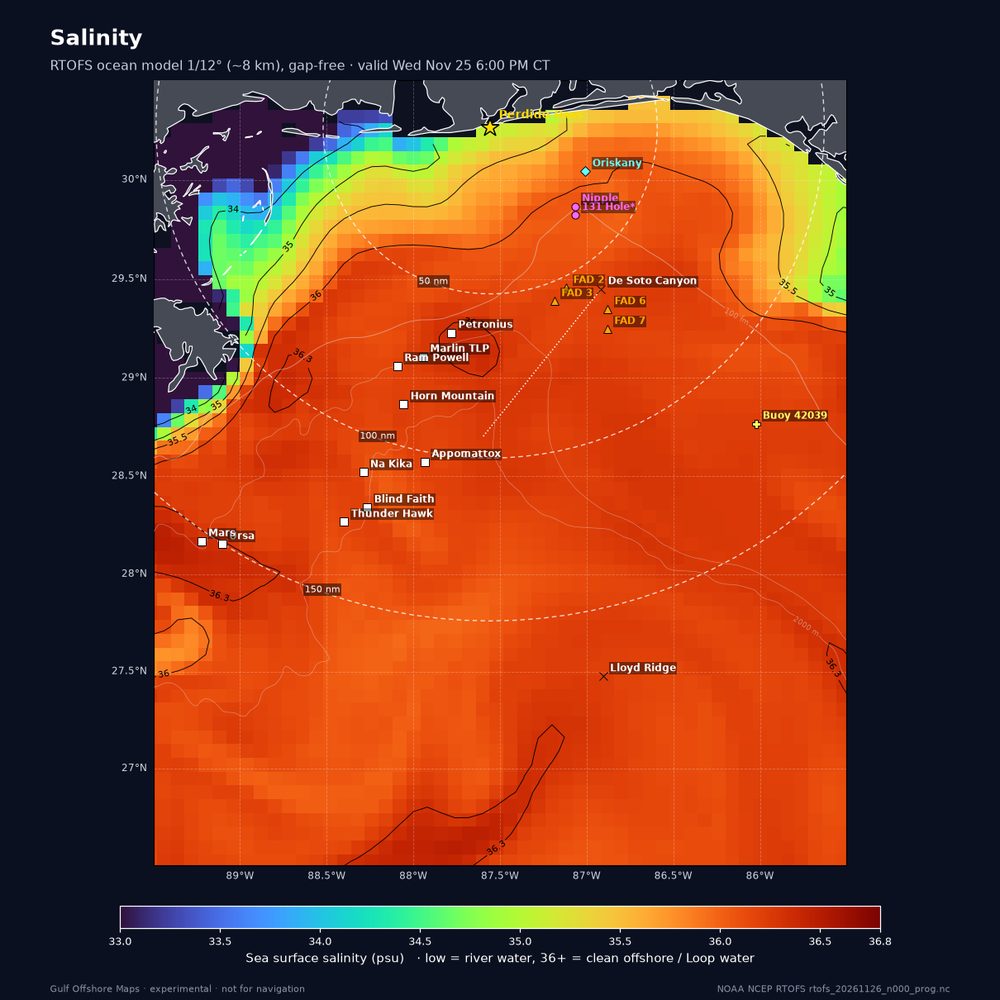 Salinity
RTOFS ocean model 1/12° (~8 km), gap-free · valid Wed Nov 25 6:00 PM CT
Perdido
Oriskany
30°N
Nipple
131 Hole*
34
35
29.5°N
50 nm
FAD 2
De Soto Canyon
FAD 3
35.5
35
36
FAD 6
100 m
FAD 7
Petronius
36.3
Marlin TLP
Ram Powell
29°N
Horn Mountain
34
35
Buoy 42039
35.5
100 nm
28.5°N
Appomattox
Na Kika
Blind Faith
Thunder Hawk
Mars
Ursa
28°N
36.3
150 nm
2000 m
36
27.5°N
Lloyd Ridge
36.3
27°N
36.3
89°W 88.5°W 88°W 87.5°W 87°W 86.5°W 86°W
33.0 33.5 34.0 34.5 35.0 35.5 36.0 36.5 36.8
Sea surface salinity (psu) · low = river water, 36+ = clean offshore / Loop water
Gulf Offshore Maps · experimental · not for navigation
NOAA NCEP RTOFS rtofs_20261126_n000_prog.nc